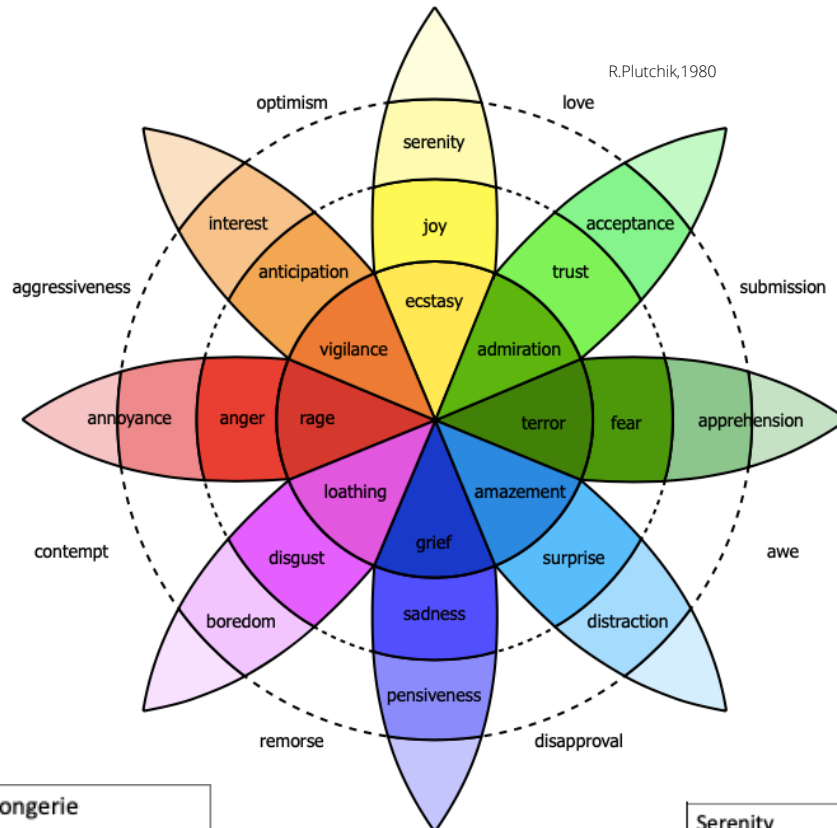 R.Plutchik,1980
optimism
love
serenity
interest
acceptance
joy
anticipation
trust
aggressiveness
submission
ecstasy
vigilance
admiration
annoyance
anger
rage
terror
fear
apprehension
loathing
amazement
grief
contempt
disgust
surprise
awe
boredom
sadness
distraction
pensiveness
remorse
disapproval
ongerie
Serenity